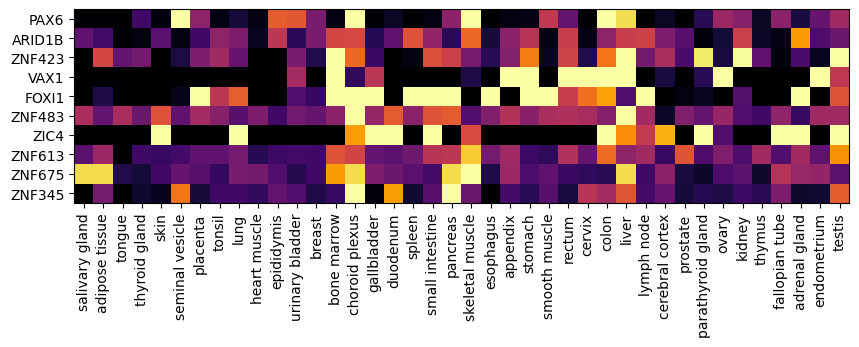 PAX6
ARID1B
ZNF423
VAX1
FOXI1
ZNF483
ZIC4
ZNF613
ZNF675
ZNF345
salivary gland
adipose tissue
tongue
thyroid gland
skin
seminal vesicle
placenta
tonsil
lung
heart muscle
epididymis
urinary bladder
breast
bone marrow
choroid plexus
gallbladder
duodenum
spleen
small intestine
pancreas
skeletal muscle
esophagus
appendix
stomach
smooth muscle
rectum
cervix
colon
liver
lymph node
cerebral cortex
prostate
parathyroid gland
ovary
kidney
thymus
fallopian tube
adrenal gland
endometrium
testis